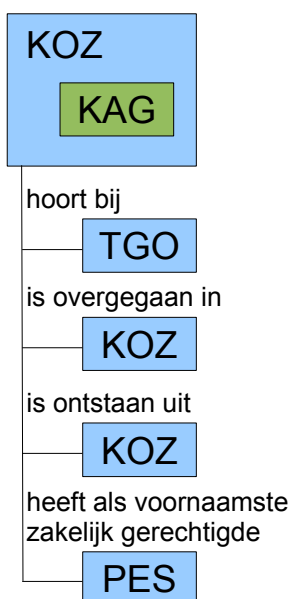 KOZ
KAG
hoort bij
TGO
is overgegaan in
KOZ
is ontstaan uit
KOZ
heeft als voornaamste
zakelijk gerechtigde
PES